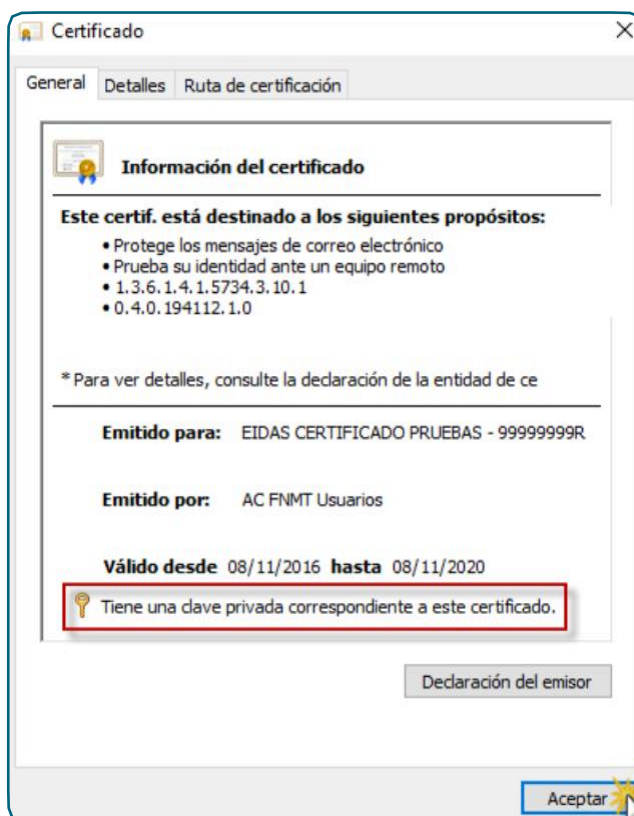 Certificado
General Detalles Ruta de certificación
Información del certificado
Este certif. está destinado a los siguientes propósitos:
• Protege los mensajes de correo electrónico
• Prueba su identidad ante un equipo remoto
• 1.3.6.1.4.1.5734.3.10.1
• 0.4.0.194112.1.0
* Para ver detalles, consulte la declaración de la entidad de ce
Emitido para: EIDAS CERTIFICADO PRUEBAS - 99999999R
Emitido por: AC FNMT Usuarios
Válido desde 08/11/2016 hasta 08/11/2020
Tiene una clave privada correspondiente a este certificado.
Declaración del emisor
Aceptar